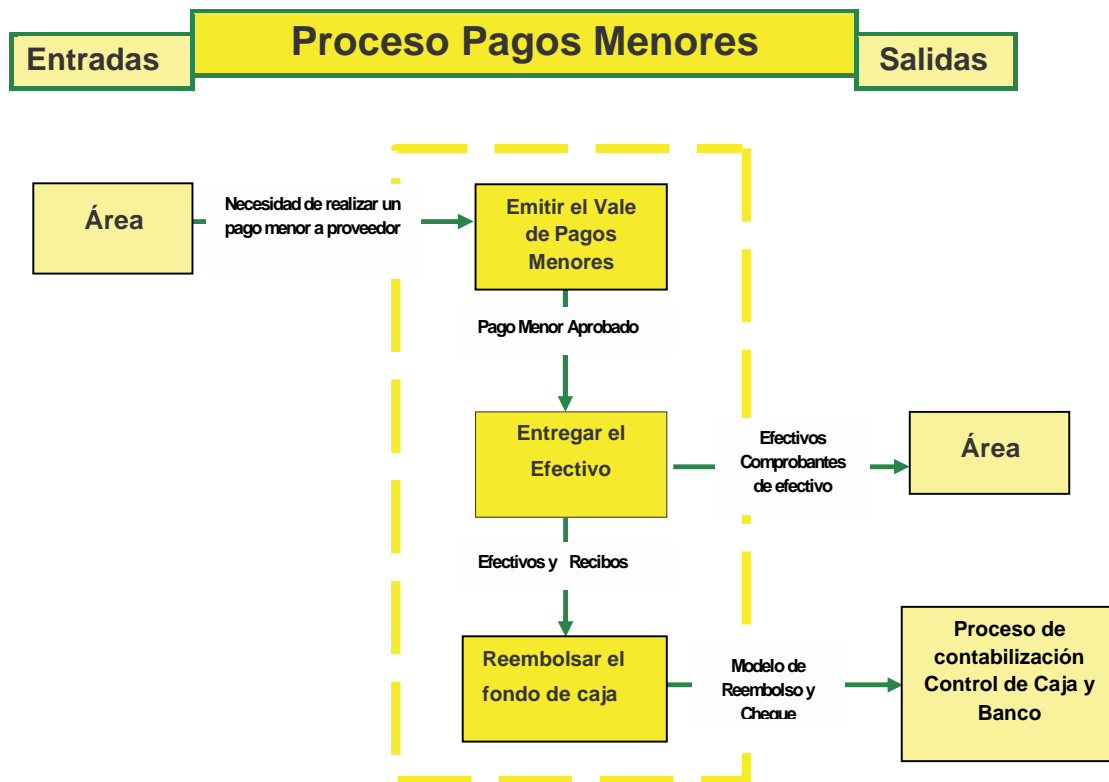 Proceso Pagos Menores
Entradas
Salidas
Área
Necesidad de realizar un
pago menor a proveedor
Emitir el Vale
de Pagos
Menores
Pago Menor Aprobado
Entregar el
Efectivo
Efectivos
Comprobantes
de efectivo
Área
Efectivos y Recibos
Reembolsar el
fondo de caja
Modelo de
Reembolso y
Cheque
Proceso de
contabilización
Control de Caja y
Banco